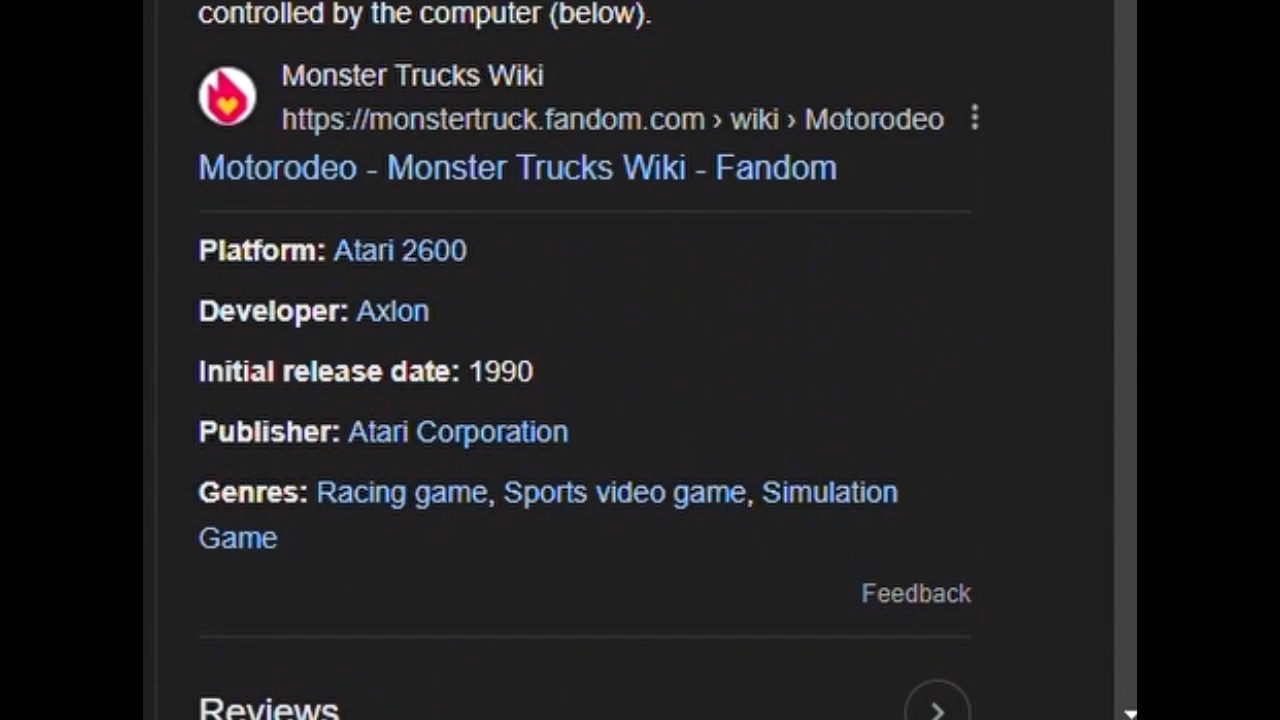 controlled by the computer (below).
Monster Trucks Wiki
https://monstertruck.fandom.com › wiki › Motorodeo
Motorodeo - Monster Trucks Wiki - Fandom
Platform: Atari 2600
Developer: Axlon
Initial release date: 1990
Publisher: Atari Corporation
Genres: Racing game, Sports video game, Simulation
Game
Feedback
Reviews